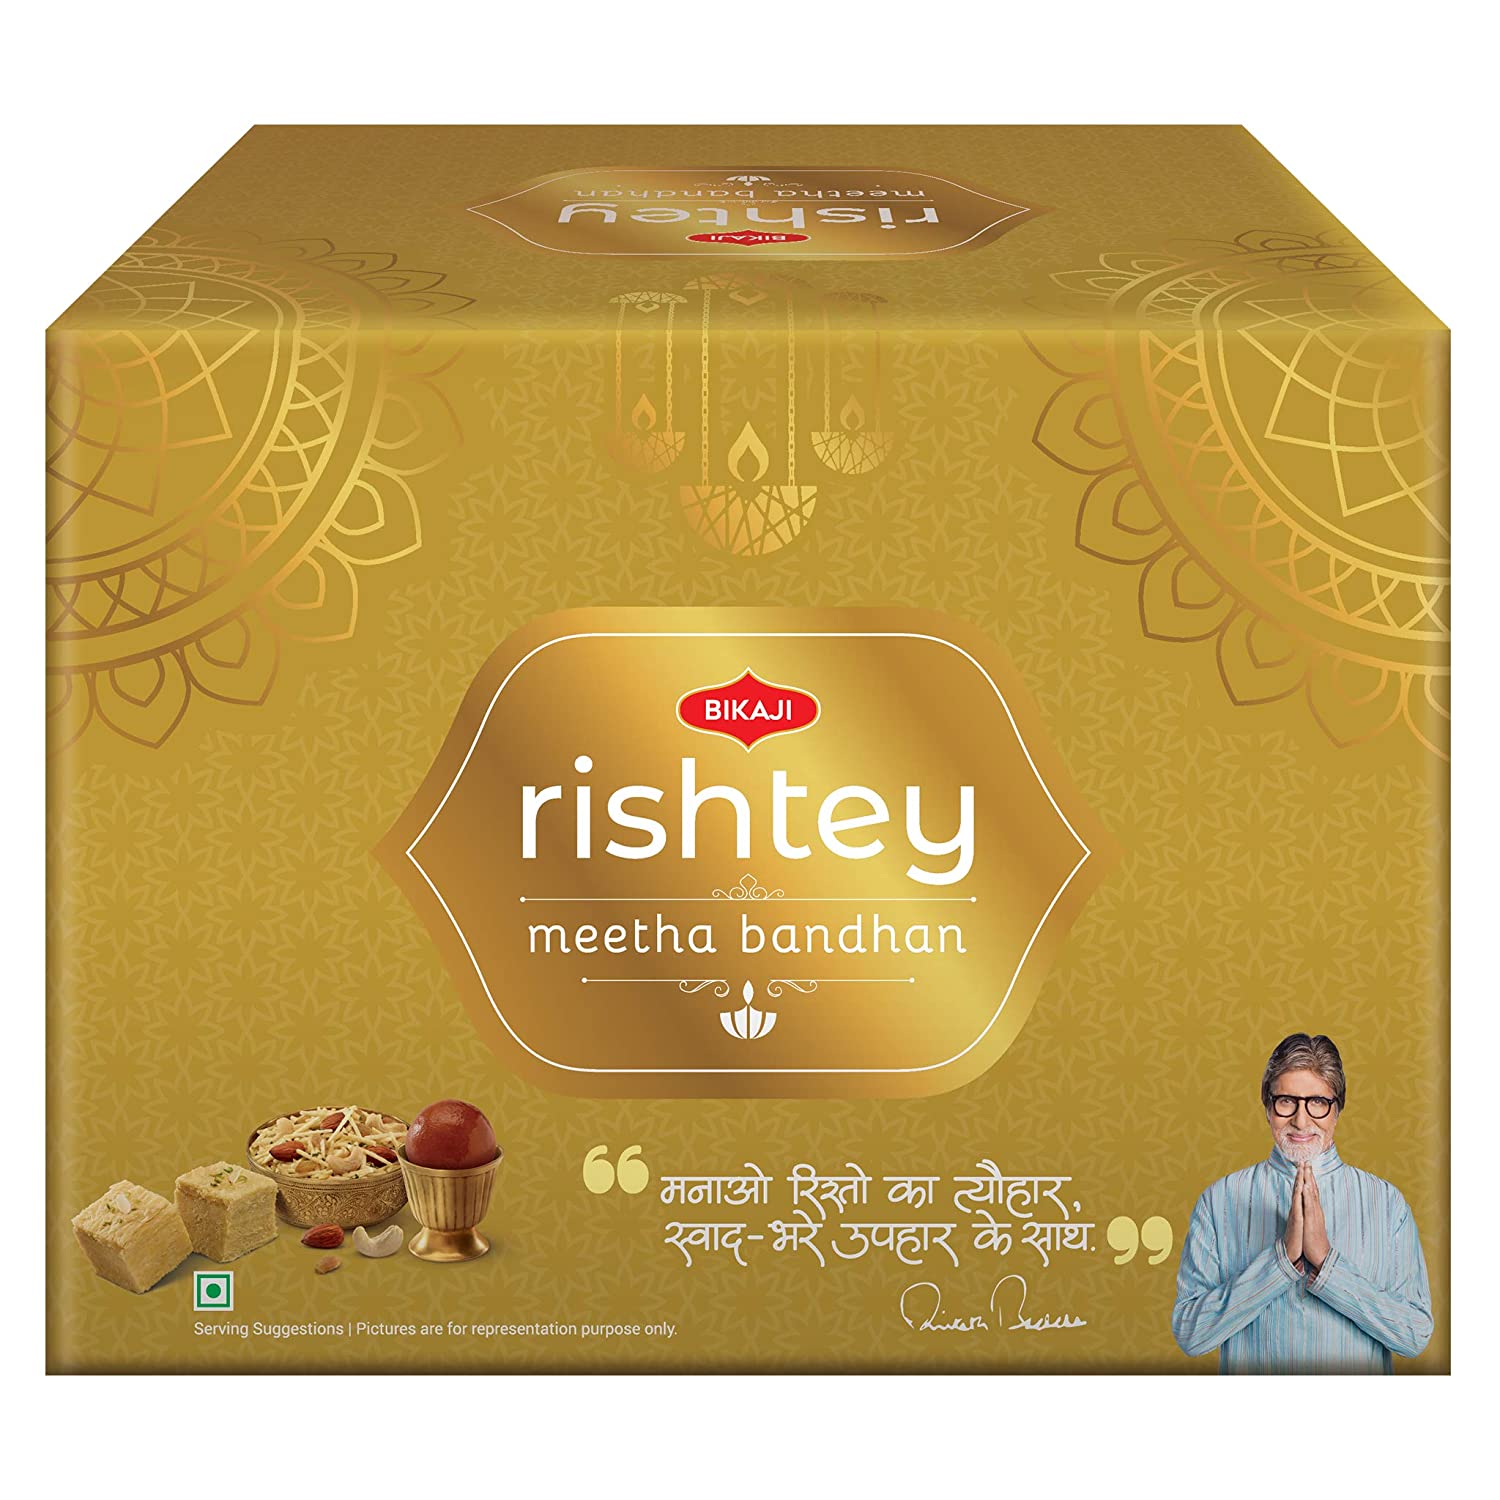 rishtey
meetha bandhan
BIKAJI
BIKAJI
rishtey
meetha bandhan
“मनाओ रिश्तो का त्यौहार,
स्वाद-भरे उपहार के साथ.”
Serving Suggestions | Pictures are for representation purpose only.